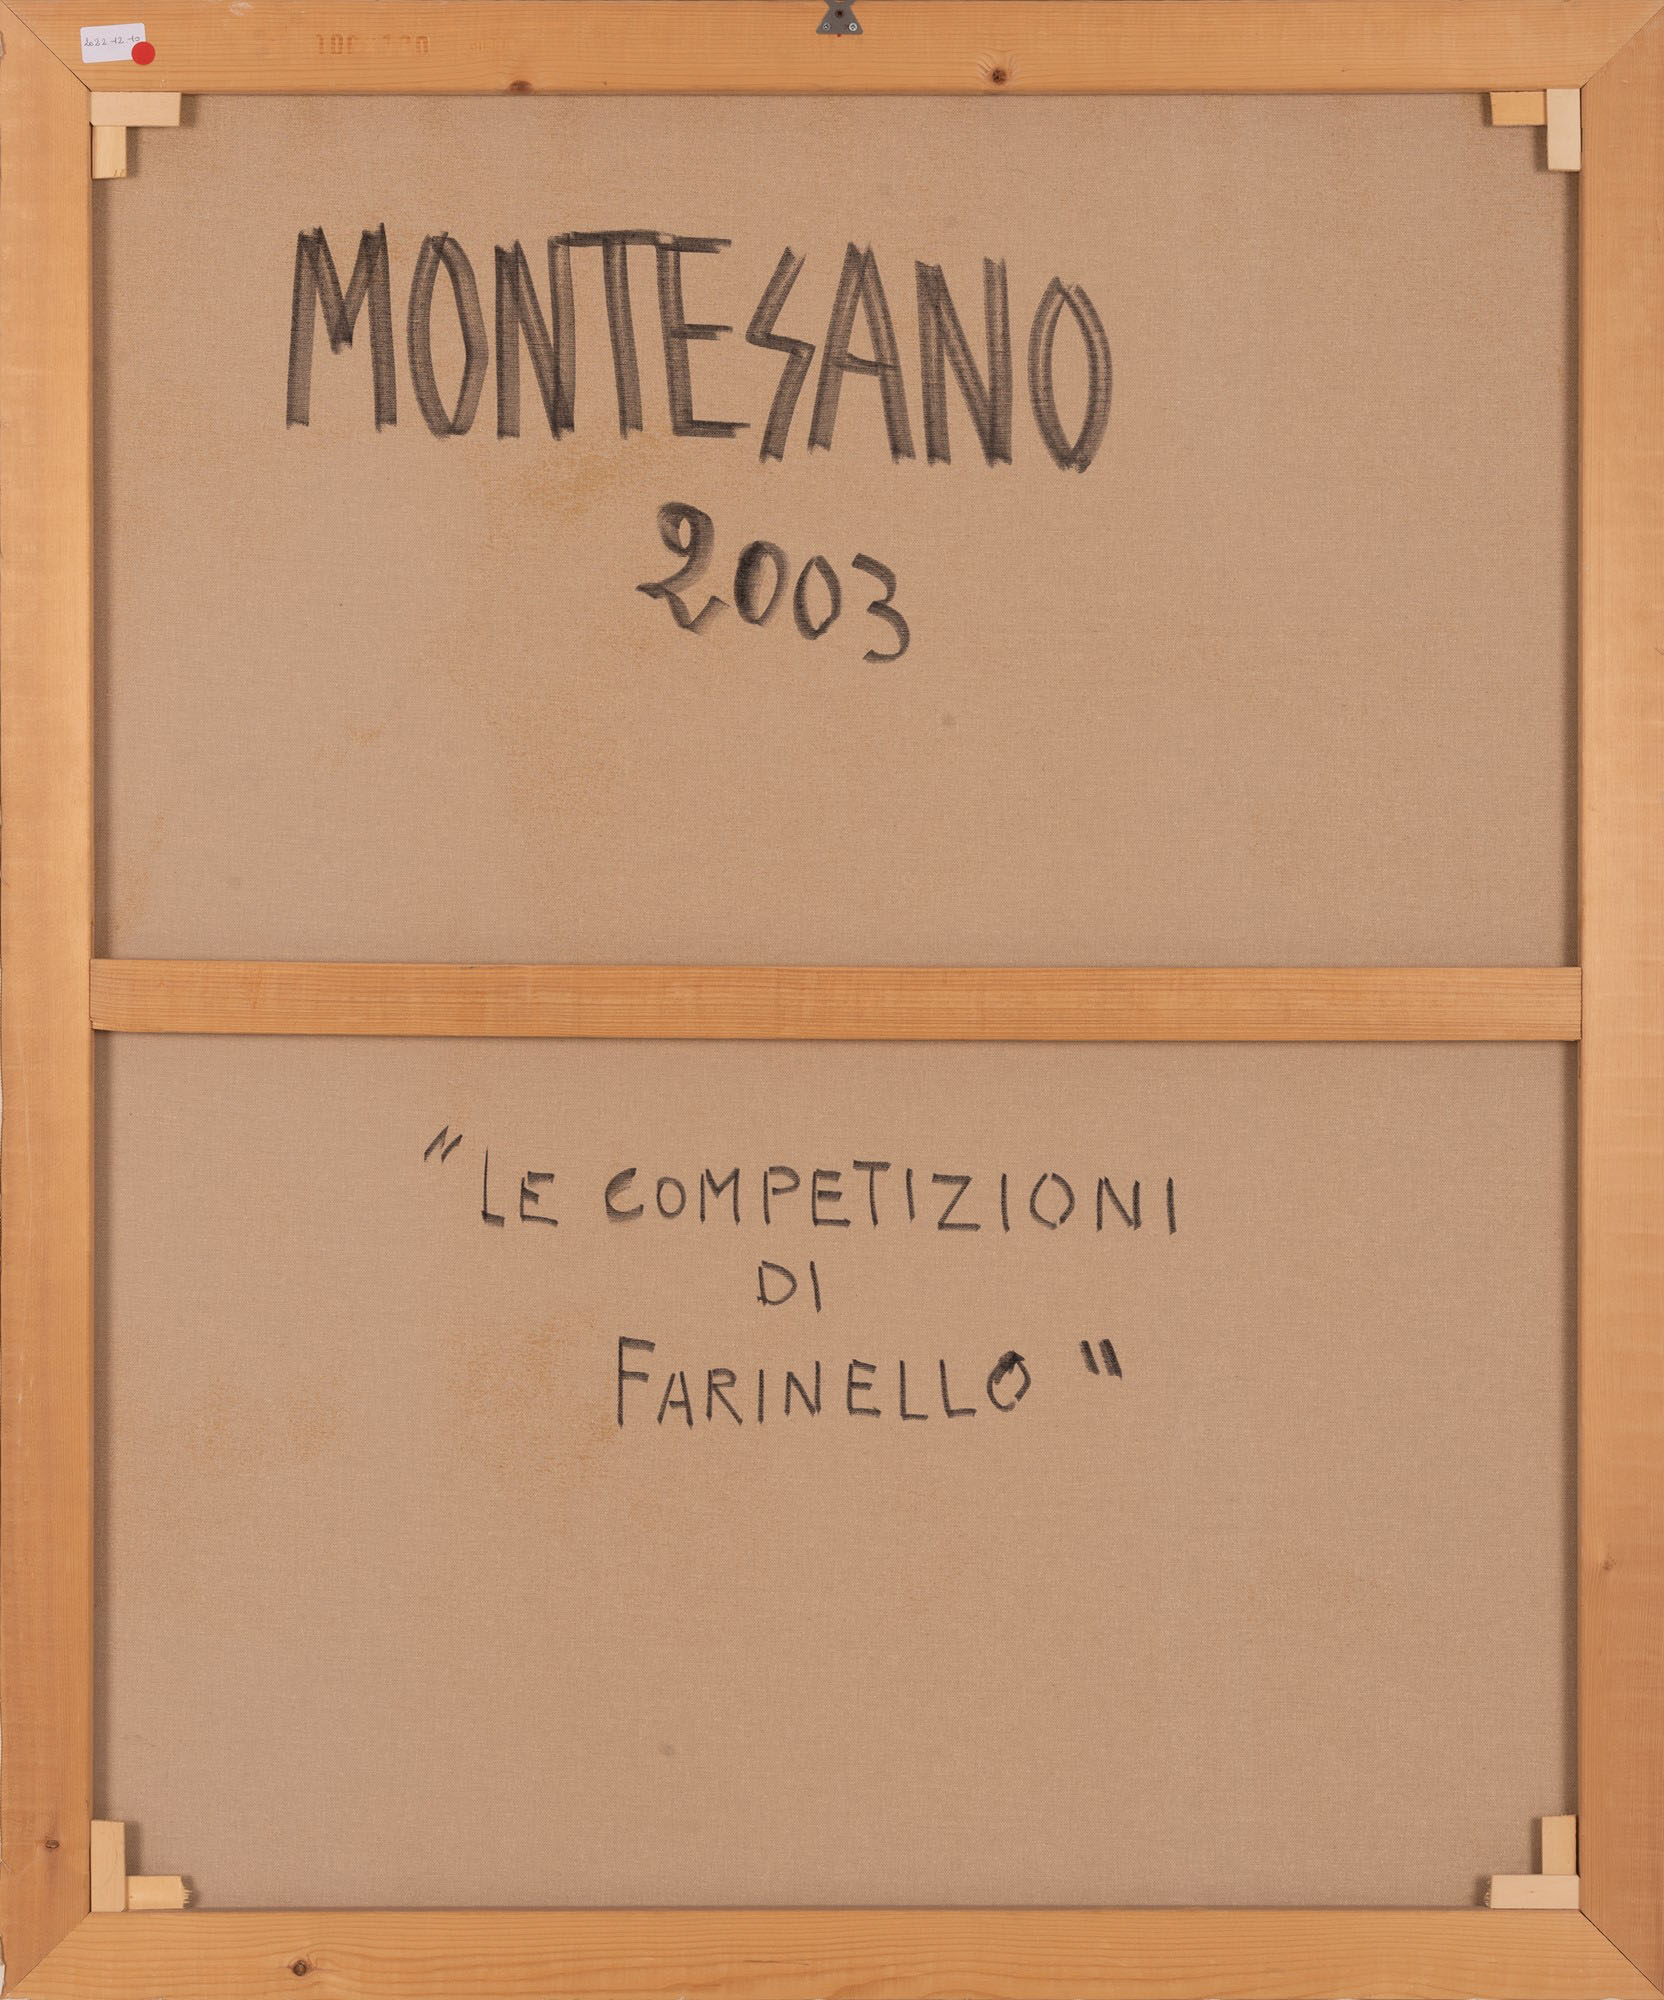 MONTESANO
2003
"LE COMPETIZIONI
DI
FARINELLO"